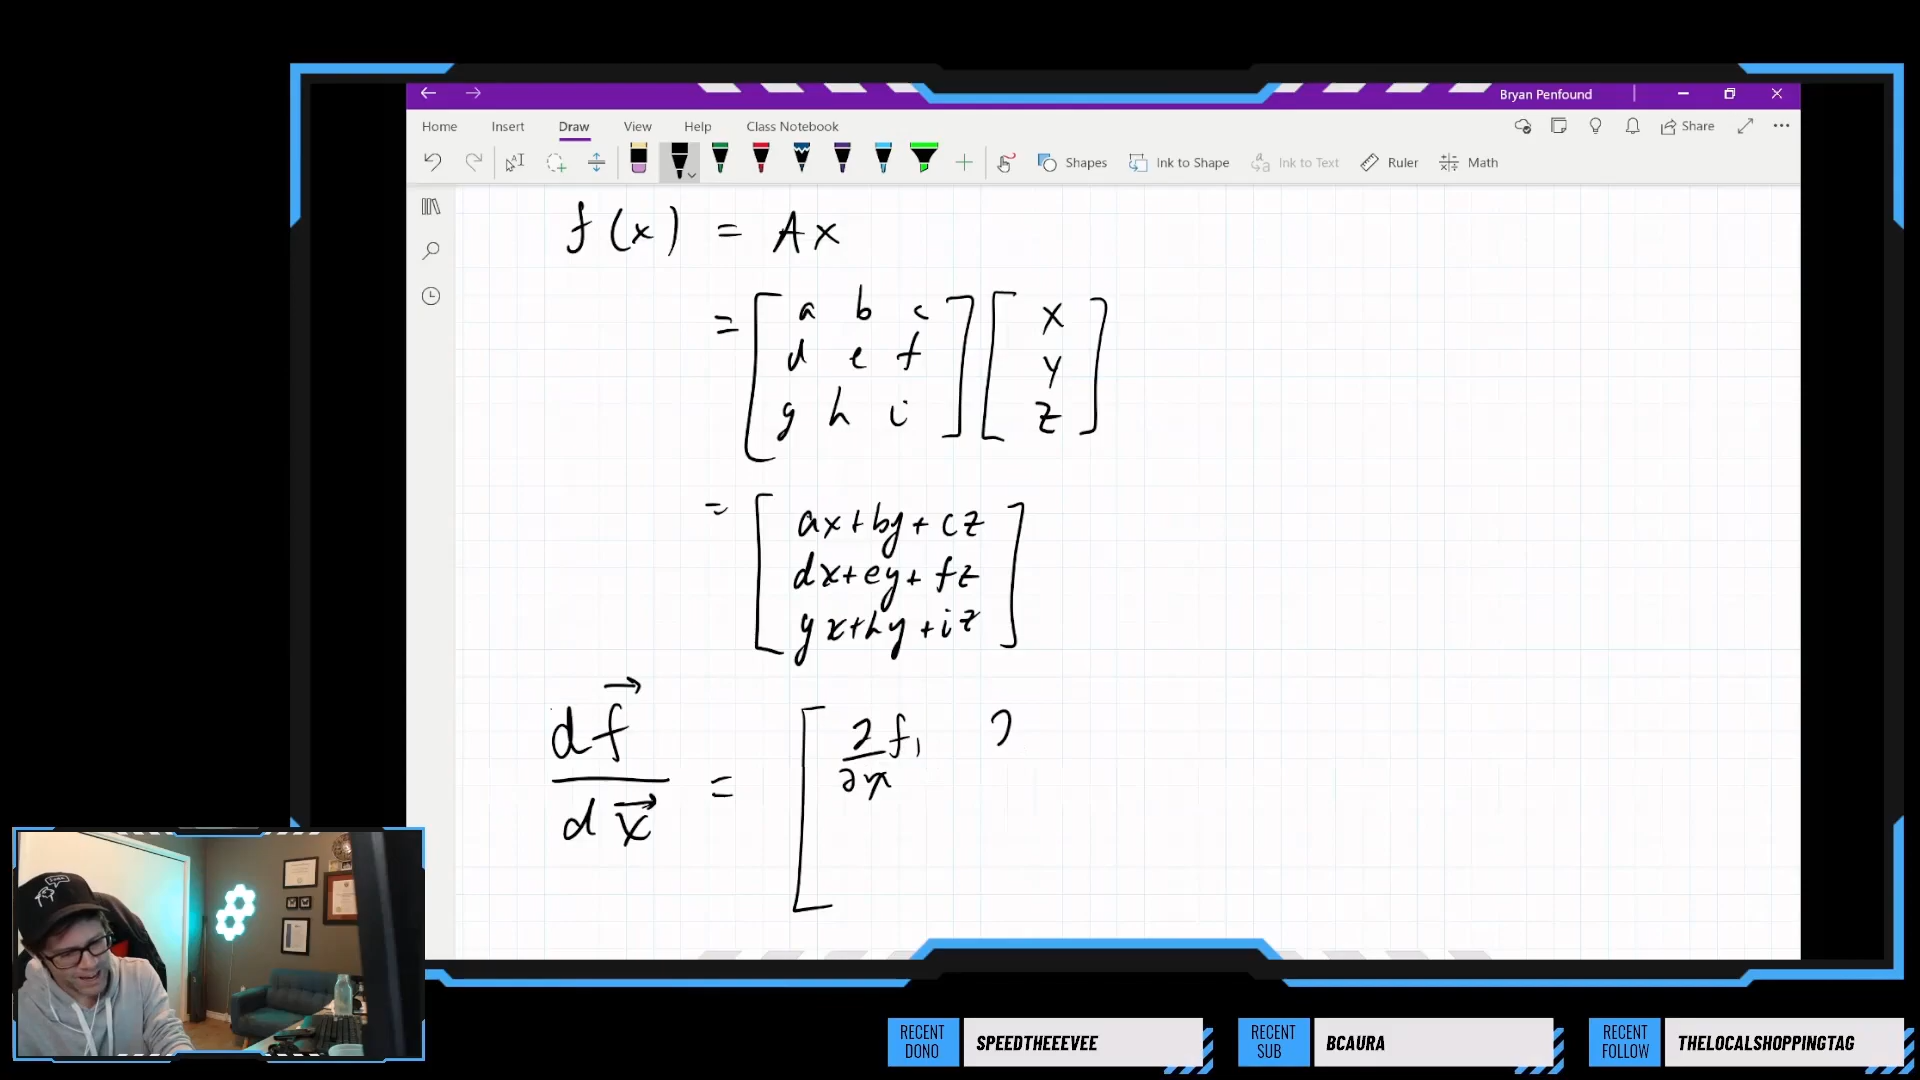 Bryan Penfound
Home Insert Draw View Help Class Notebook Share
Shapes Ink to Shape Ink to Text Ruler Math
f(x) = Ax
= [ a b c ] [ x ]
d e f y
g h i z
= [ ax+by+cz ]
dx+ey+fz
gx+hy+iz
df⃗ / dx⃗ = [ ∂/∂x f₁ ∂
RECENT DONO SPEEDTHEEEVEE
RECENT SUB BCAURA
RECENT FOLLOW THELOCALSHOPPINGTAG